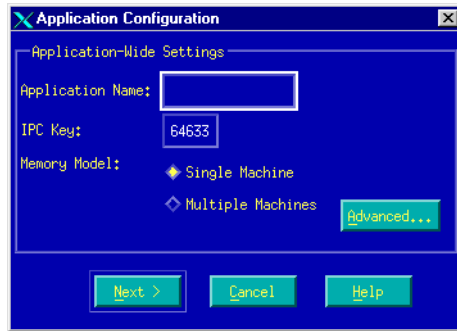 Application Configuration
Application-Wide Settings
Application Name:
IPC Key: 64633
Memory Model: Single Machine
Multiple Machines
Advanced...
Next > Cancel Help